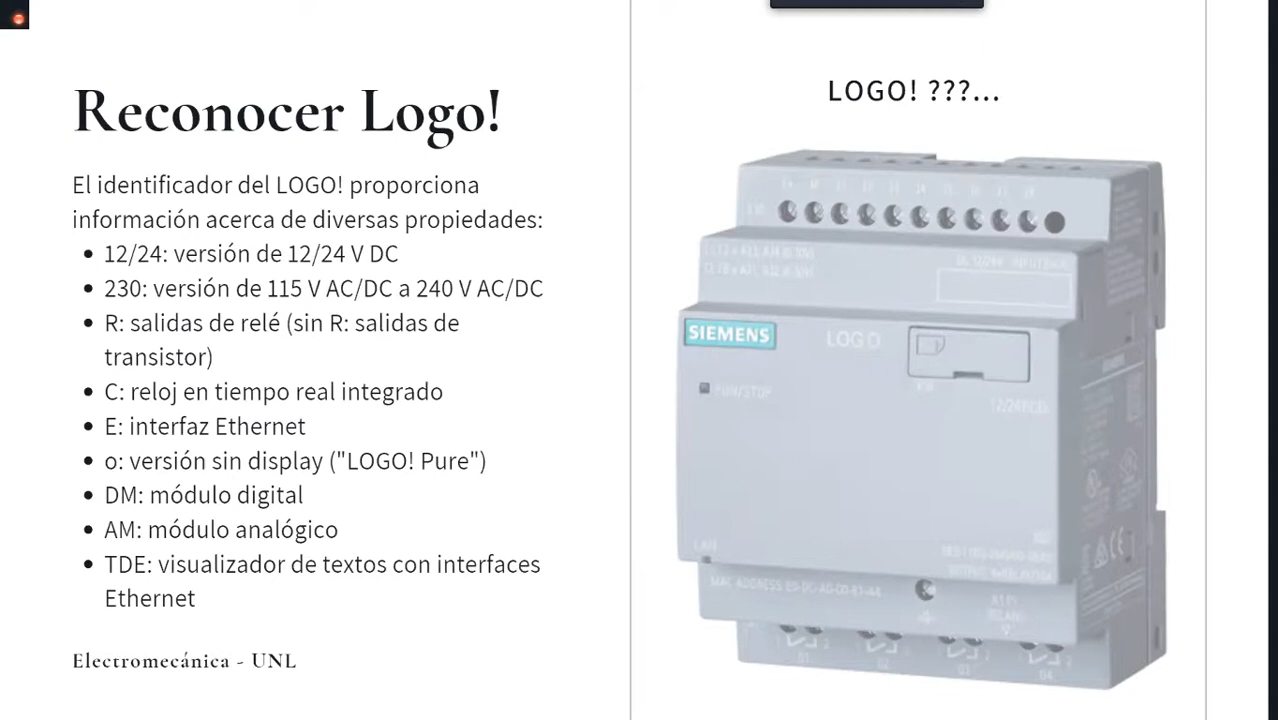 Reconocer Logo!
El identificador del LOGO! proporciona
información acerca de diversas propiedades:
12/24: versión de 12/24 V DC
230: versión de 115 V AC/DC a 240 V AC/DC
R: salidas de relé (sin R: salidas de
transistor)
C: reloj en tiempo real integrado
E: interfaz Ethernet
o: versión sin display ("LOGO! Pure")
DM: módulo digital
AM: módulo analógico
TDE: visualizador de textos con interfaces
Ethernet
Electromecánica - UNL
LOGO! ???...
SIEMENS
RUN/STOP
LAN
MAC ADDRESS